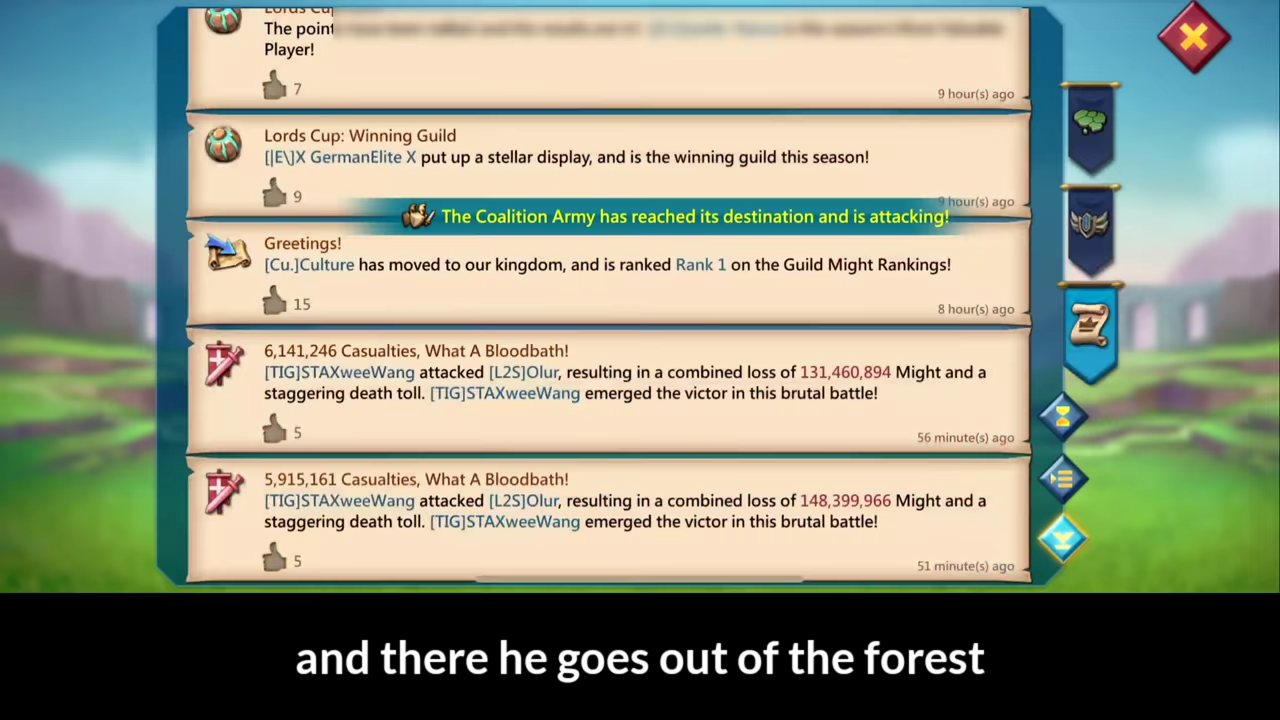 Lords Cup
The point
Player!
7
9 hour(s) ago
Lords Cup: Winning Guild
[|E\]X GermanElite X put up a stellar display, and is the winning guild this season!
9
9 hour(s) ago
The Coalition Army has reached its destination and is attacking!
Greetings!
[Cu.]Culture has moved to our kingdom, and is ranked Rank 1 on the Guild Might Rankings!
15
8 hour(s) ago
6,141,246 Casualties, What A Bloodbath!
[TIG]STAXweeWang attacked [L2S]Olur, resulting in a combined loss of 131,460,894 Might and a
staggering death toll. [TIG]STAXweeWang emerged the victor in this brutal battle!
5
56 minute(s) ago
5,915,161 Casualties, What A Bloodbath!
[TIG]STAXweeWang attacked [L2S]Olur, resulting in a combined loss of 148,399,966 Might and a
staggering death toll. [TIG]STAXweeWang emerged the victor in this brutal battle!
5
51 minute(s) ago
and there he goes out of the forest